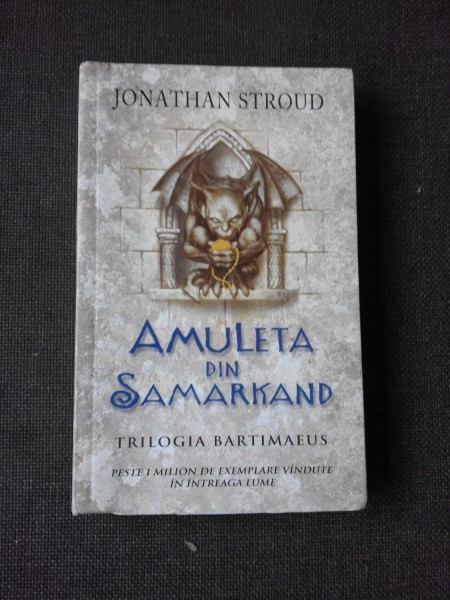 JONATHAN STROUD
AMULETA
DIN
SAMARKAND
TRILOGIA BARTIMAEUS
PESTE 1 MILION DE EXEMPLARE VÎNDUTE
ÎN ÎNTREAGA LUME